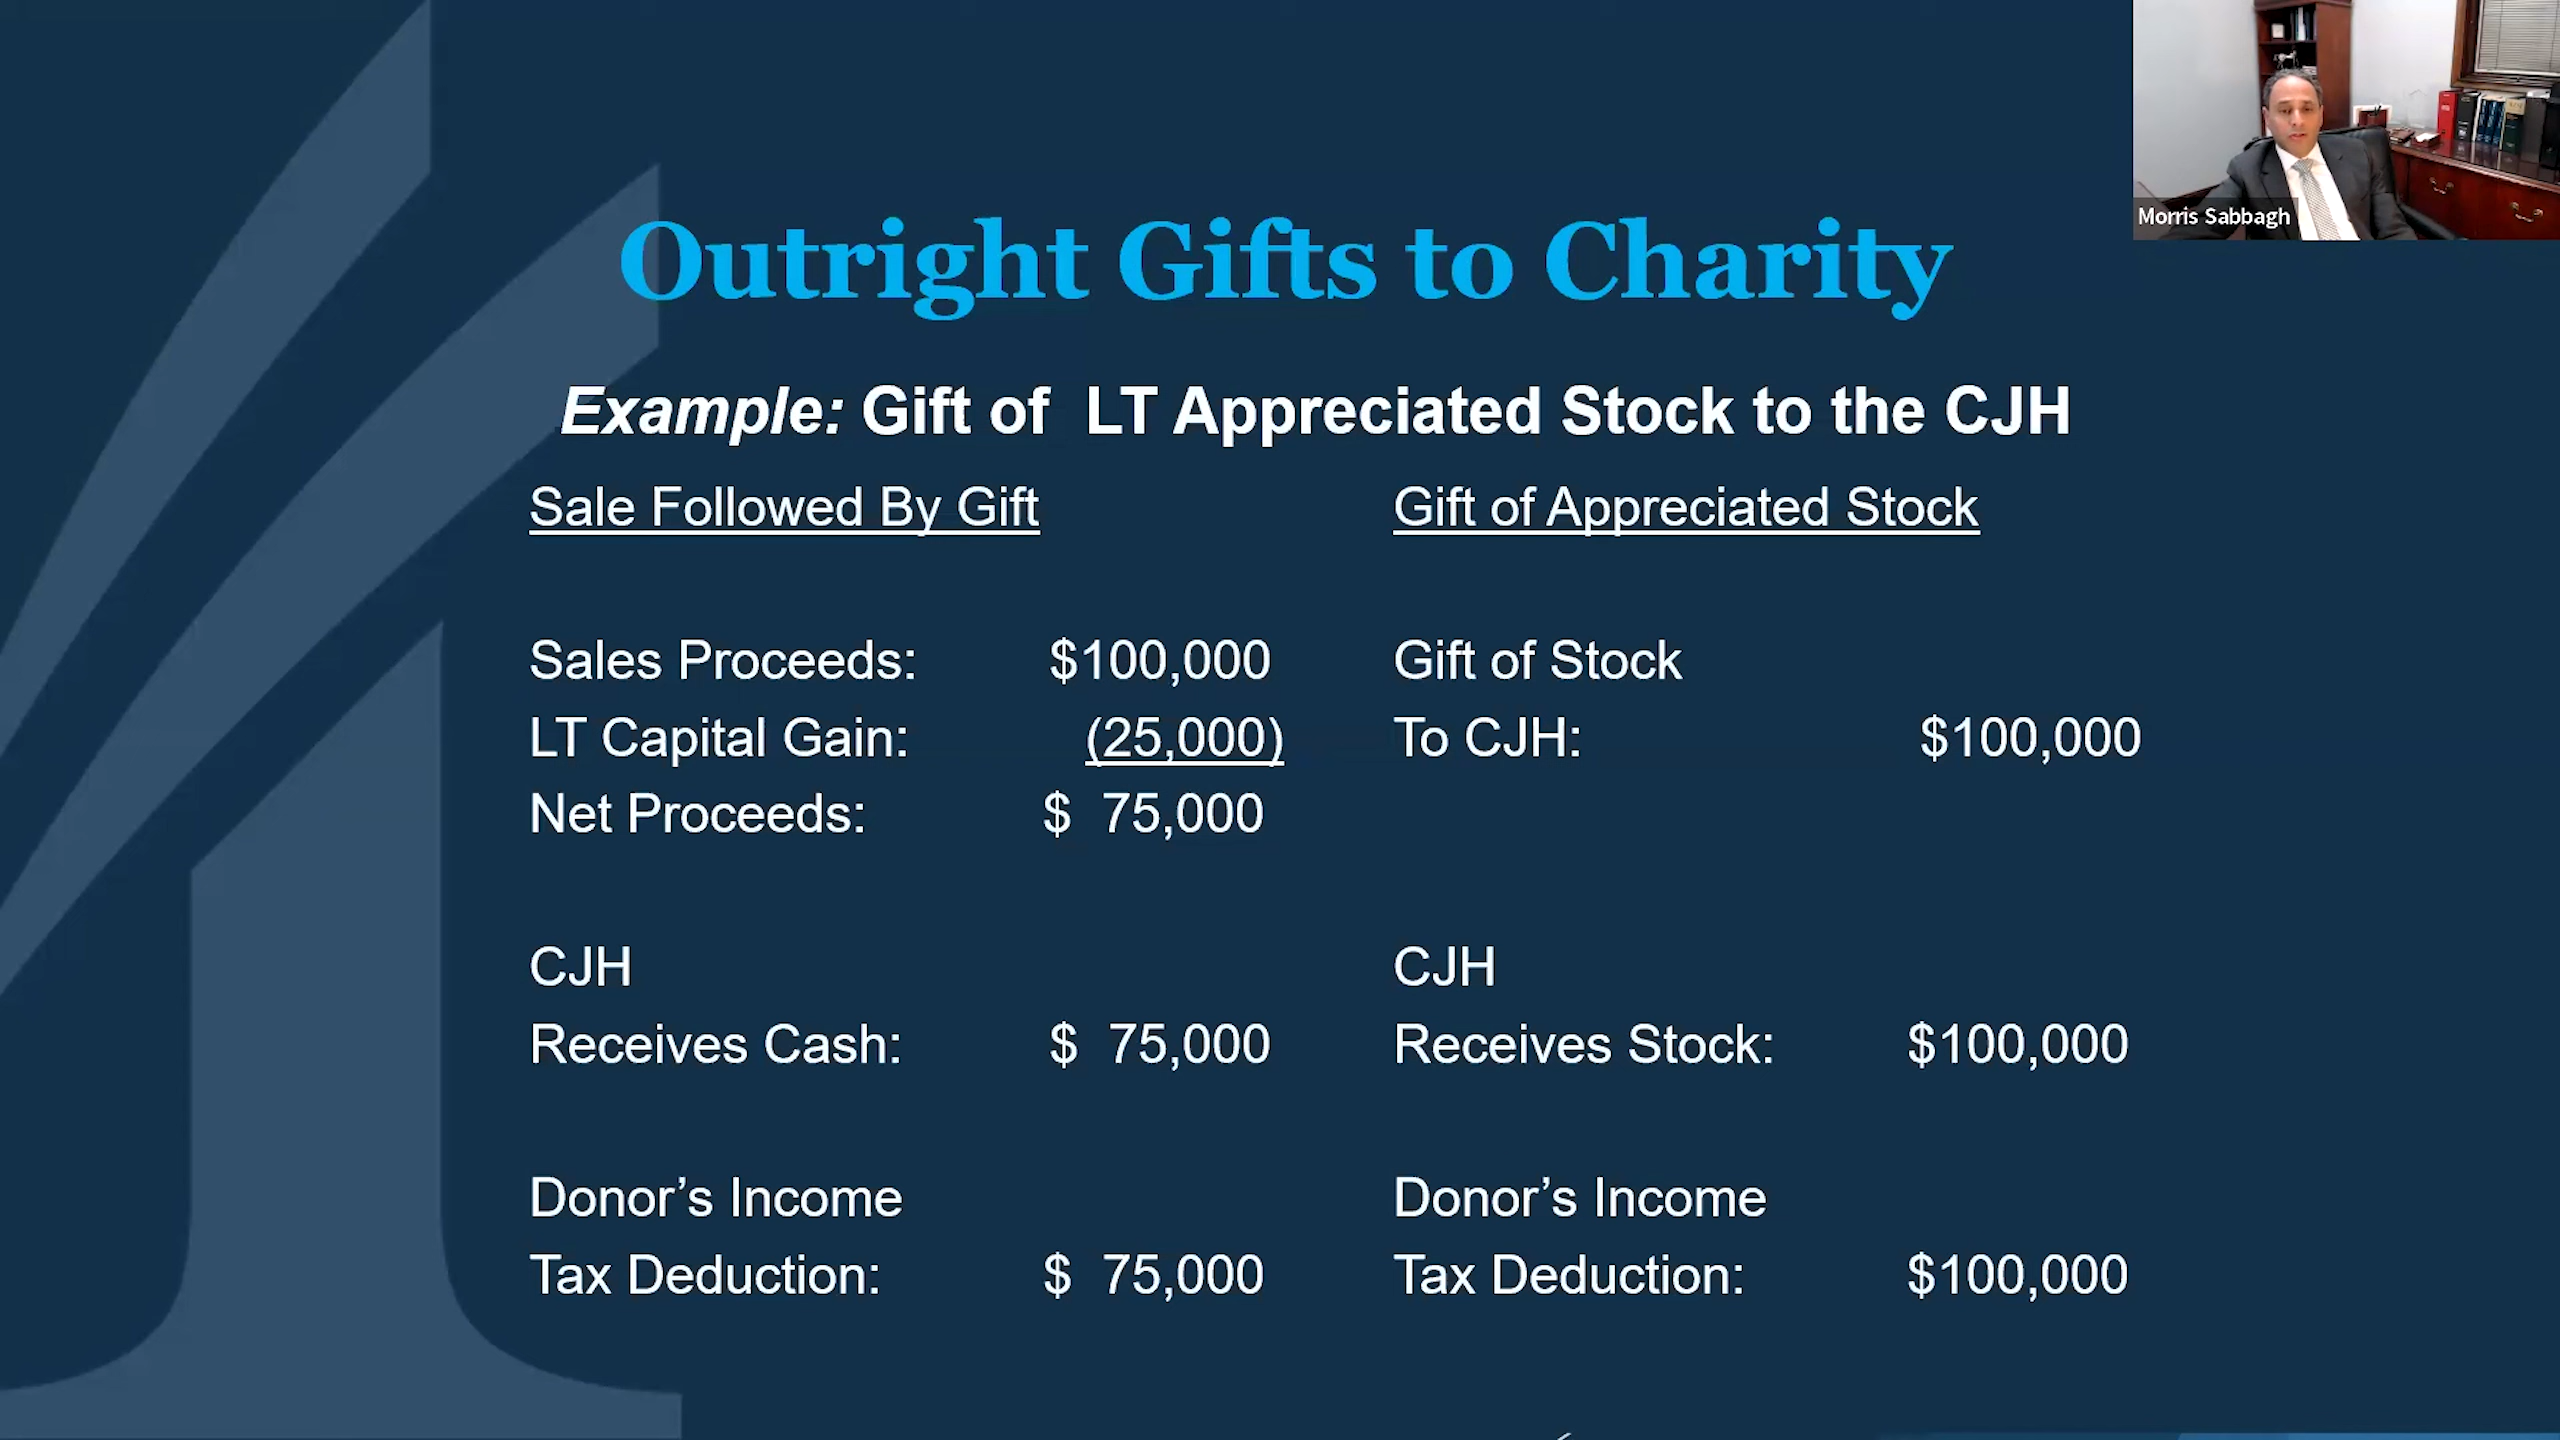 Morris Sabbagh
Outright Gifts to Charity
Example: Gift of LT Appreciated Stock to the CJH
Sale Followed By Gift
Sales Proceeds: $100,000
LT Capital Gain: (25,000)
Net Proceeds: $ 75,000
CJH
Receives Cash: $ 75,000
Donor’s Income
Tax Deduction: $ 75,000
Gift of Appreciated Stock
Gift of Stock
To CJH: $100,000
CJH
Receives Stock: $100,000
Donor’s Income
Tax Deduction: $100,000